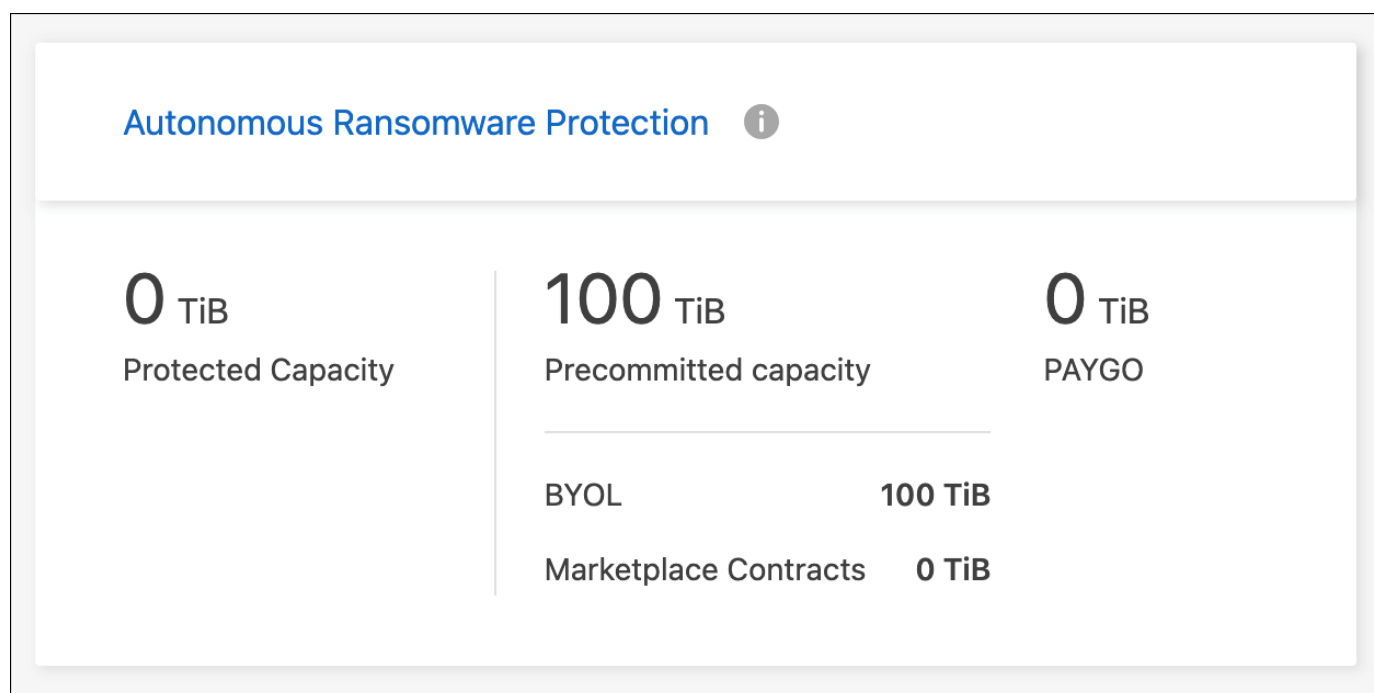 Autonomous Ransomware Protection
0 TiB
Protected Capacity
100 TiB
Precommitted capacity
BYOL 100 TiB
Marketplace Contracts 0 TiB
0 TiB
PAYGO